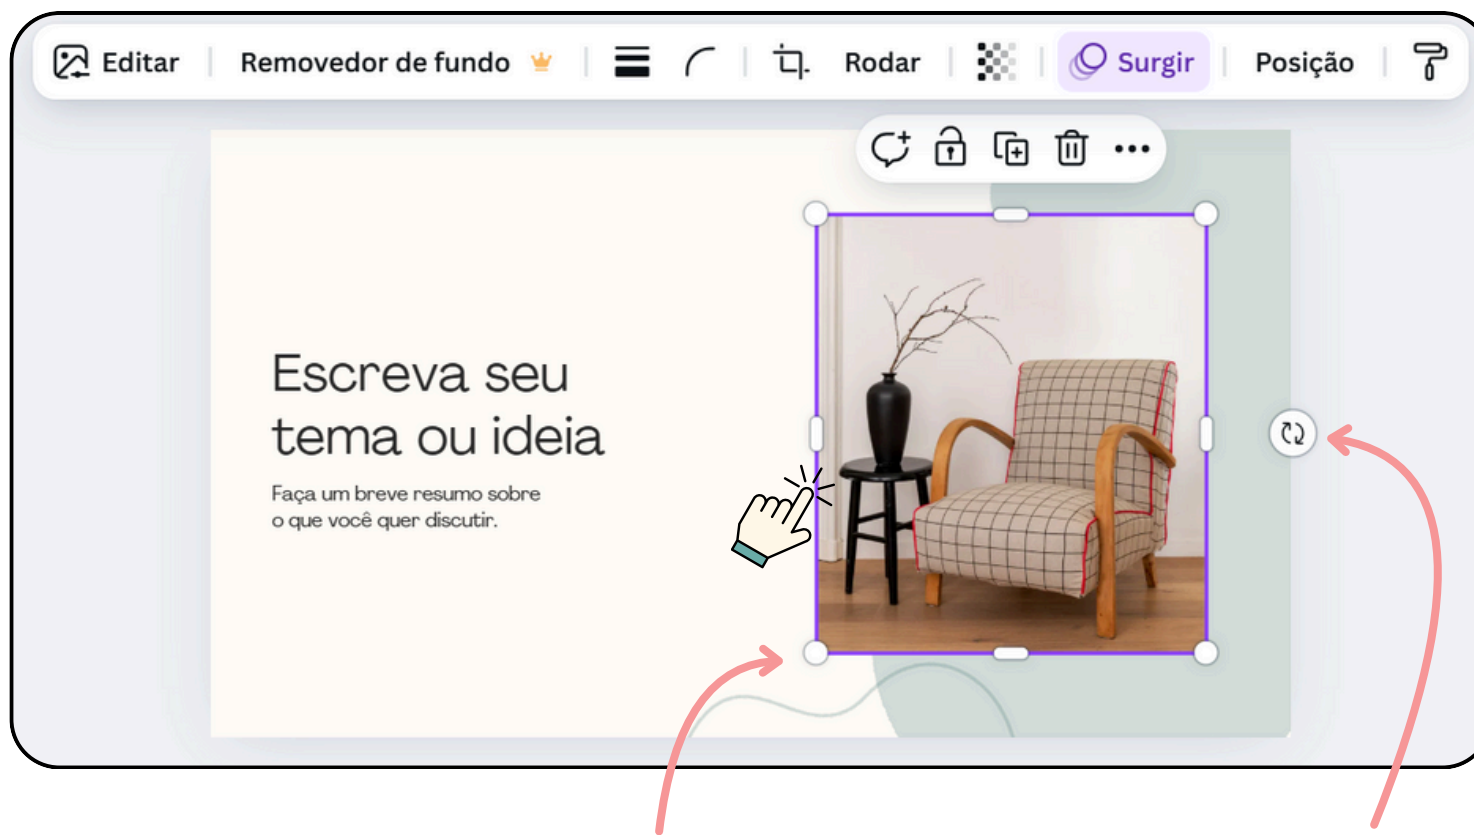 Editar
Removedor de fundo
Rodar
Surgir
Posição
Escreva seu
tema ou ideia
Faça um breve resumo sobre
o que você quer discutir.